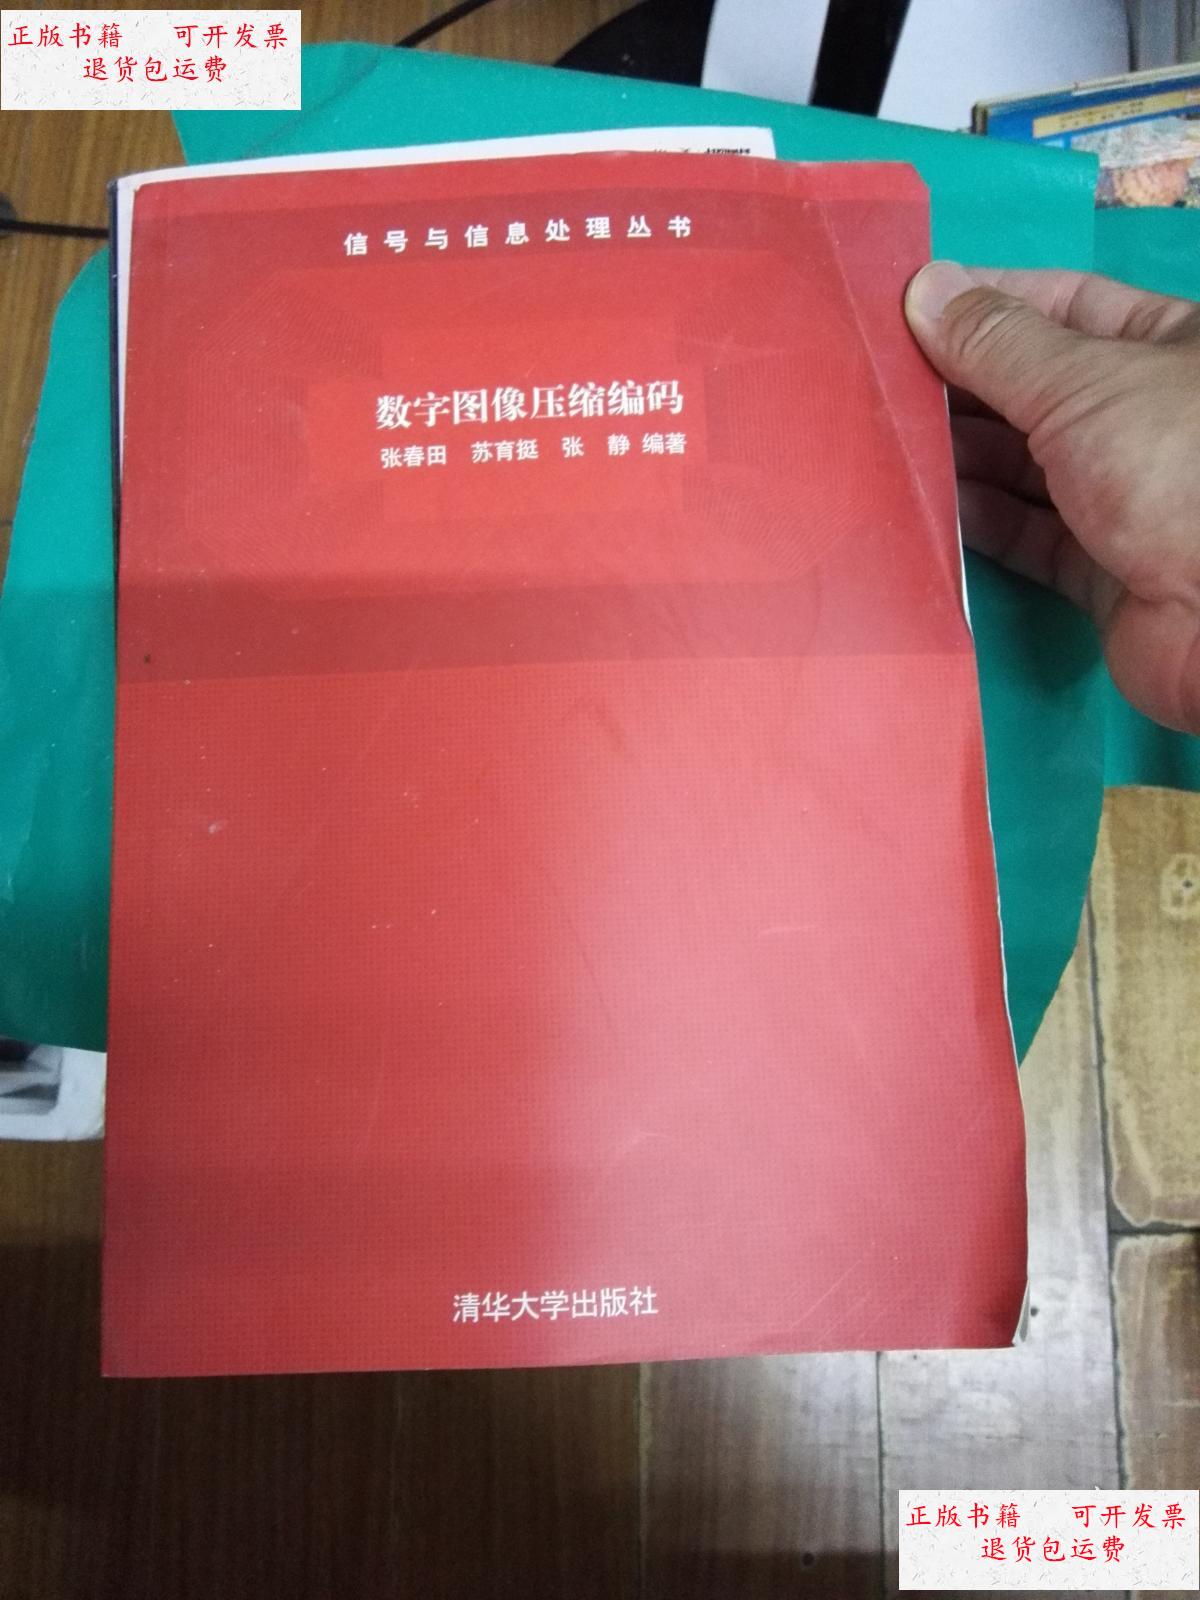 正版书籍 可开发票
退货包运费
信号与信息处理丛书
数字图像压缩编码
张春田 苏育挺 张 静 编著
清华大学出版社
正版书籍 可开发票
退货包运费